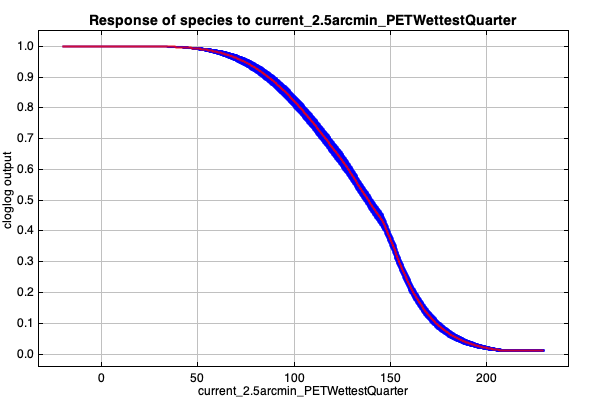 Response of species to current_2.5arcmin_PETWettestQuarter
1.0
0.9
0.8
0.7
0.6
0.5
0.4
0.3
0.2
0.1
0.0
cloglog output
0 50 100 150 200
current_2.5arcmin_PETWettestQuarter